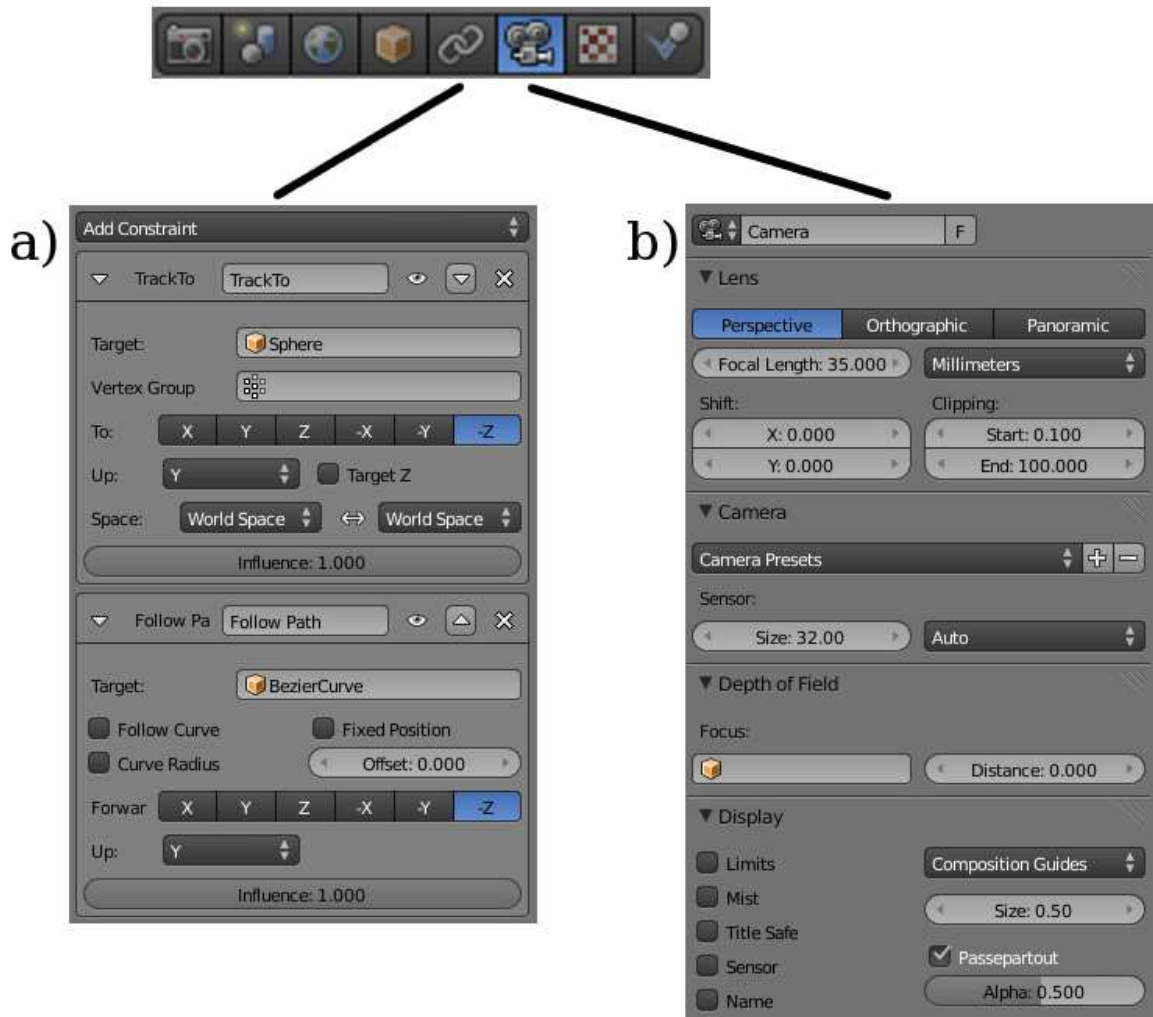 a)
Add Constraint
TrackTo TrackTo
Target: Sphere
Vertex Group
To: X Y Z -X -Y -Z
Up: Y Target Z
Space: World Space World Space
Influence: 1.000
Follow Pa Follow Path
Target: BezierCurve
Follow Curve Fixed Position
Curve Radius Offset: 0.000
Forwar X Y Z -X -Y -Z
Up: Y
Influence: 1.000
b)
Camera F
Lens
Perspective Orthographic Panoramic
Focal Length: 35.000 Millimeters
Shift: Clipping:
X: 0.000 Start: 0.100
Y: 0.000 End: 100.000
Camera
Camera Presets
Sensor:
Size: 32.00 Auto
Depth of Field
Focus:
Distance: 0.000
Display
Limits Composition Guides
Mist Size: 0.50
Title Safe
Passepartout
Sensor
Alpha: 0.500
Name